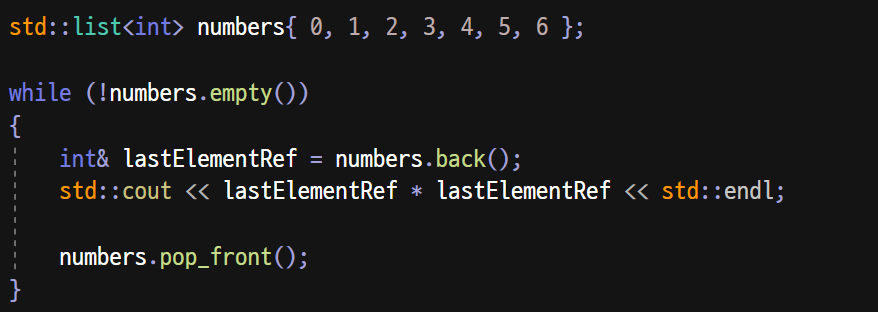 std::list<int> numbers{ 0, 1, 2, 3, 4, 5, 6 };
while (!numbers.empty())
{
int& lastElementRef = numbers.back();
std::cout << lastElementRef * lastElementRef << std::endl;
numbers.pop_front();
}